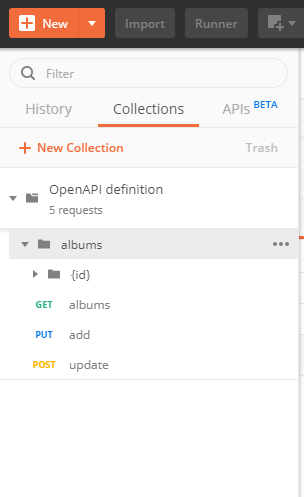 New Import Runner
Filter
History Collections APIs BETA
New Collection Trash
OpenAPI definition
5 requests
albums
{id}
GET albums
PUT add
POST update